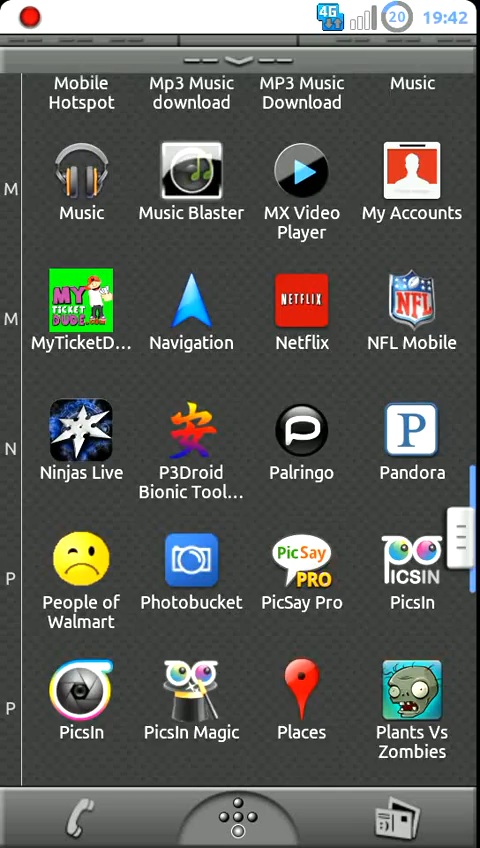 4G 20 19:42
Mobile Hotspot
Mp3 Music download
MP3 Music Download
Music
M
Music
Music Blaster
MX Video Player
My Accounts
MY TICKET DUDE.com
NETFLIX
NFL
M
MyTicketD...
Navigation
Netflix
NFL Mobile
安
P
N
Ninjas Live
P3Droid Bionic Tool...
Palringo
Pandora
PicSay PRO
PICSIN
P
People of Walmart
Photobucket
PicSay Pro
PicsIn
P
PicsIn
PicsIn Magic
Places
Plants Vs Zombies